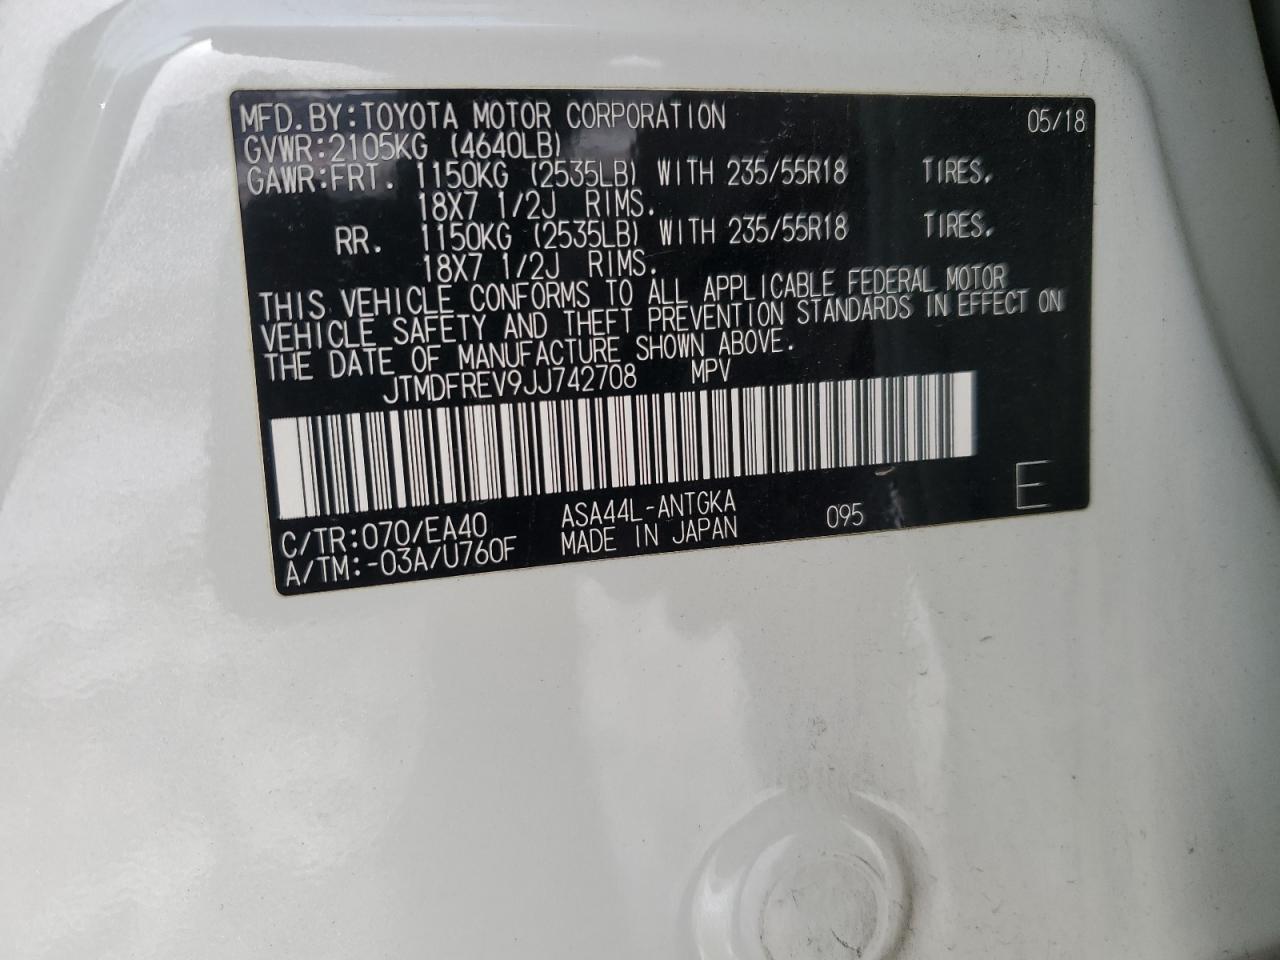 MFD.BY:TOYOTA MOTOR CORPORATION 05/18
GVWR:2105KG (4640LB)
GAWR:FRT. 1150KG (2535LB) WITH 235/55R18 TIRES.
18X7 1/2J RIMS.
RR. 1150KG (2535LB) WITH 235/55R18 TIRES.
18X7 1/2J RIMS.
THIS VEHICLE CONFORMS TO ALL APPLICABLE FEDERAL MOTOR
VEHICLE SAFETY AND THEFT PREVENTION STANDARDS IN EFFECT ON
THE DATE OF MANUFACTURE SHOWN ABOVE.
JTMDFREV9JJ742708 MPV
C/TR:070/EA40 ASA44L-ANTGKA 095 E
A/TM:-03A/U760F MADE IN JAPAN